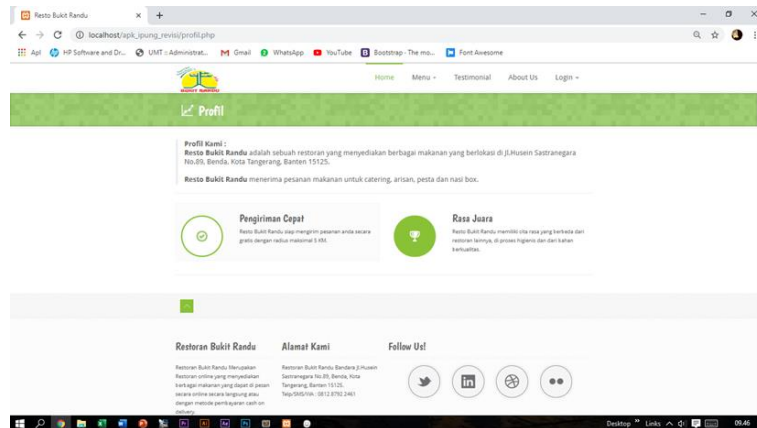 Resto Bukit Randu
localhost/apk_ipung_revisi/profil.php
Apl HP Software and Dr... UMT :: Administrat... Gmail WhatsApp YouTube Bootstrap · The mo... Font Awesome
BUKIT RANDU
Home Menu Testimonial About Us Login
Profil
Profil Kami :
Resto Bukit Randu adalah sebuah restoran yang menyediakan berbagai makanan yang berlokasi di Jl.Husein Sastranegara
No.89, Benda, Kota Tangerang, Banten 15125.
Resto Bukit Randu menerima pesanan makanan untuk catering, arisan, pesta dan nasi box.
Pengiriman Cepat
Resto Bukit Randu siap mengirim pesanan anda secara
gratis dengan radius maksimal 5 KM.
Rasa Juara
Resto Bukit Randu memiliki cita rasa yang berbeda dari
restoran lainnya, di proses higienis dan dari bahan
berkualitas.
Restoran Bukit Randu
Restoran Bukit Randu Merupakan
Restoran online yang menyediakan
berbagai makanan yang dapat di pesan
secara online secara langsung atau
dengan metode pembayaran cash on
delivery.
Alamat Kami
Restoran Bukit Randu Bandara Jl.Husein
Sastranegara No.89, Benda, Kota
Tangerang, Banten 15125.
Telp/SMS/WA : 0812 8792 2461
Follow Us!
in
Pr Ai Ae Ps
Desktop Links 09.46